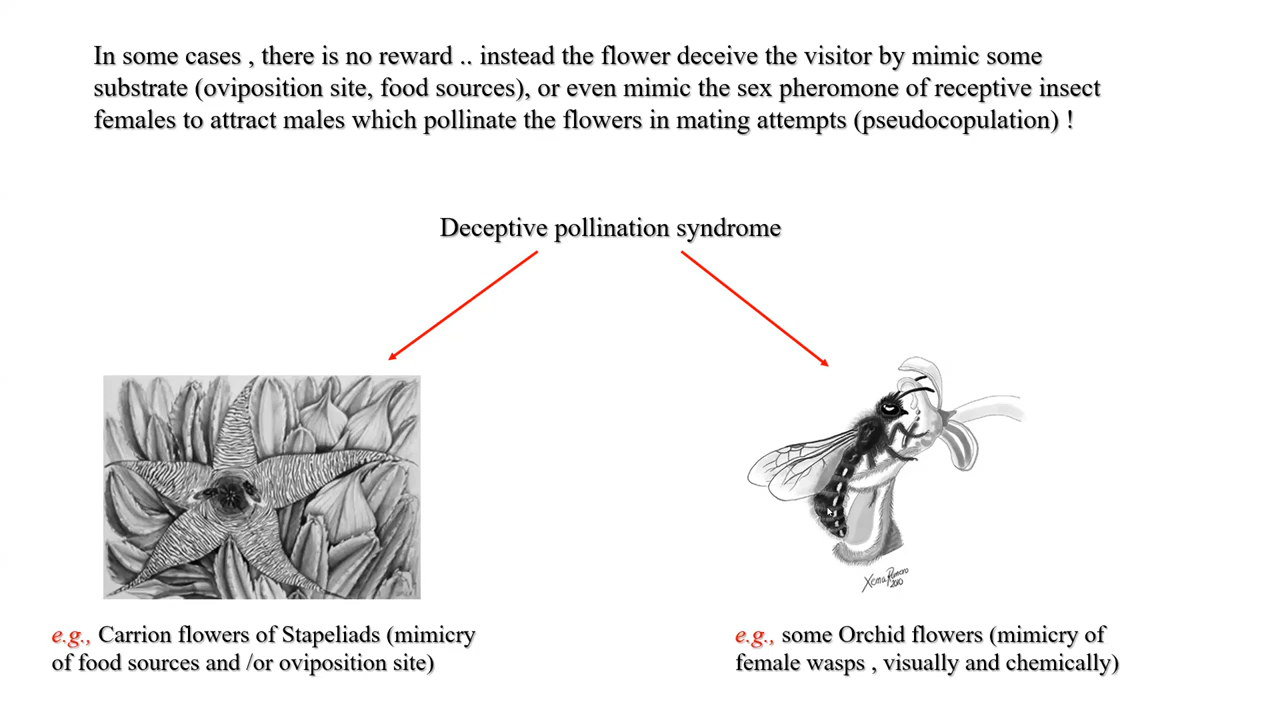 In some cases , there is no reward .. instead the flower deceive the visitor by mimic some
substrate (oviposition site, food sources), or even mimic the sex pheromone of receptive insect
females to attract males which pollinate the flowers in mating attempts (pseudocopulation) !
Deceptive pollination syndrome
Xema Romero
2010
e.g., Carrion flowers of Stapeliads (mimicry
of food sources and /or oviposition site)
e.g., some Orchid flowers (mimicry of
female wasps , visually and chemically)